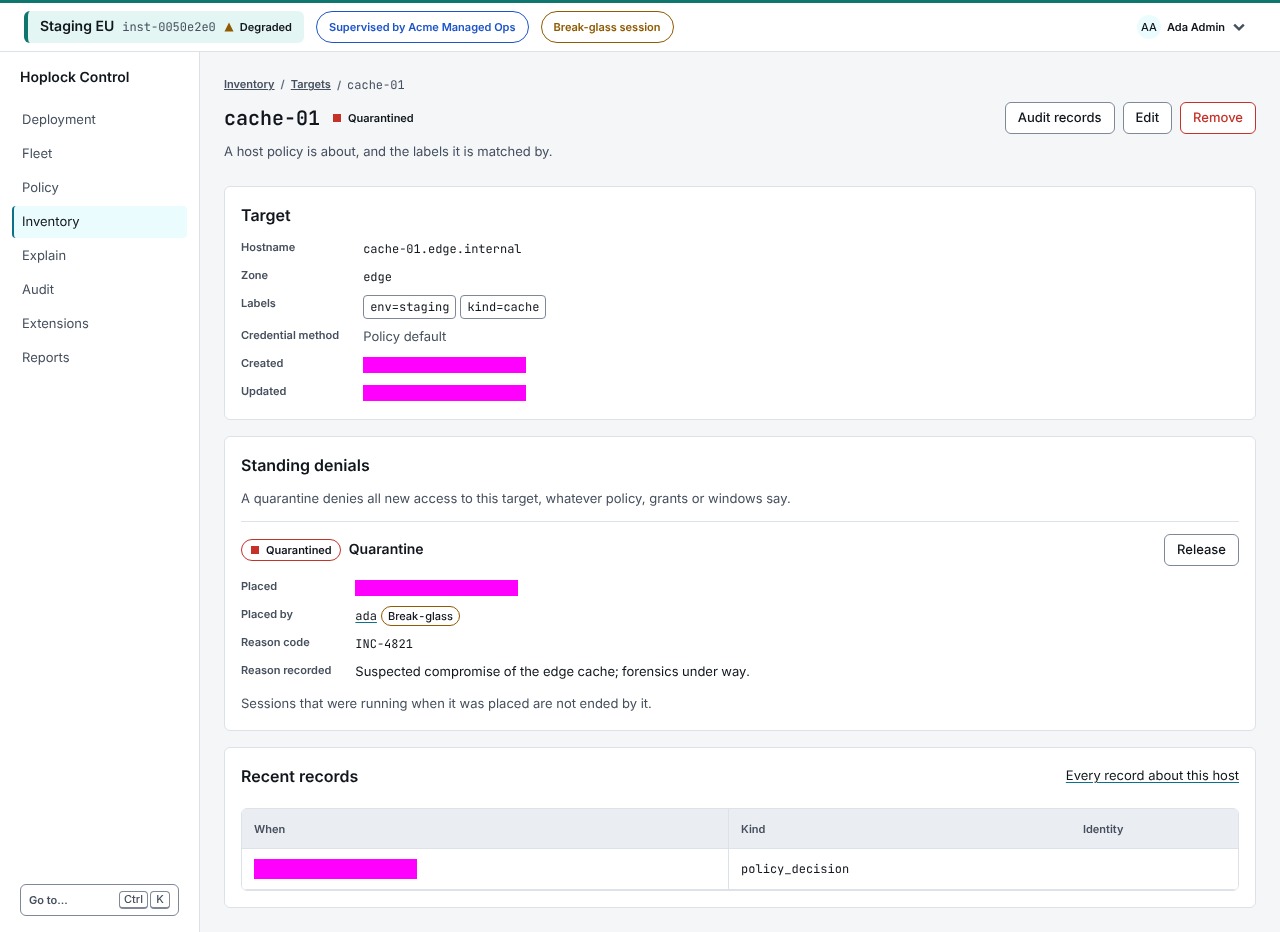 Staging EU inst-0050e2e0 Degraded Supervised by Acme Managed Ops Break-glass session AA Ada Admin
Hoplock Control
Deployment
Fleet
Policy
Inventory
Explain
Audit
Extensions
Reports
Go to... Ctrl K
Inventory / Targets / cache-01
cache-01 Quarantined Audit records Edit Remove
A host policy is about, and the labels it is matched by.
Target
Hostname cache-01.edge.internal
Zone edge
Labels env=staging kind=cache
Credential method Policy default
Created
Updated
Standing denials
A quarantine denies all new access to this target, whatever policy, grants or windows say.
Quarantined Quarantine Release
Placed
Placed by ada Break-glass
Reason code INC-4821
Reason recorded Suspected compromise of the edge cache; forensics under way.
Sessions that were running when it was placed are not ended by it.
Recent records Every record about this host
When Kind Identity
policy_decision